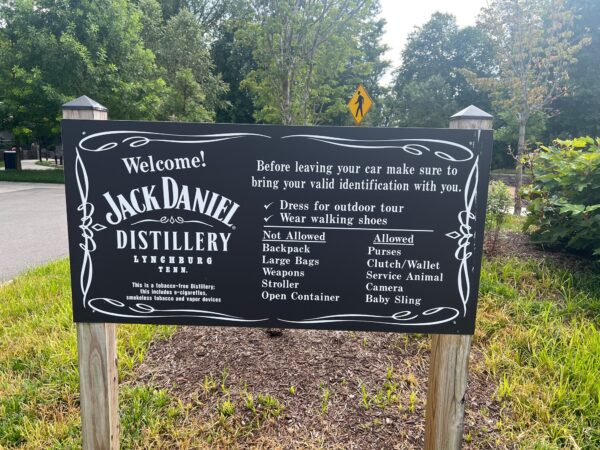 Welcome!
JACK DANIEL
DISTILLERY
LYNCHBURG
TENN.
This is a tobacco-free Distillery:
this includes e-cigarettes,
smokeless tobacco and vapor devices
Before leaving your car make sure to
bring your valid identification with you.
✓ Dress for outdoor tour
✓ Wear walking shoes
Not Allowed
Backpack
Large Bags
Weapons
Stroller
Open Container
Allowed
Purses
Clutch/Wallet
Service Animal
Camera
Baby Sling